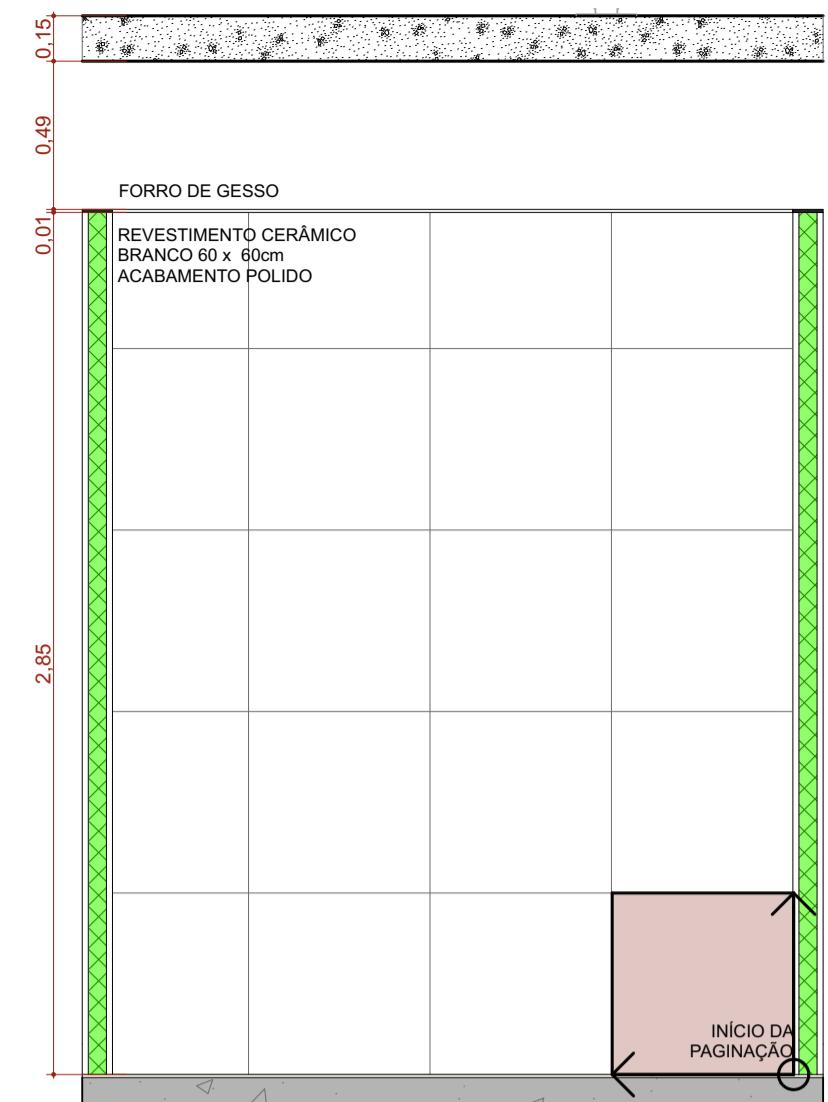 0,15
0,49
FORRO DE GESSO
0,01
REVESTIMENTO CERÂMICO
BRANCO 60 x 60cm
ACABAMENTO POLIDO
2,85
INÍCIO DA
PAGINAÇÃO